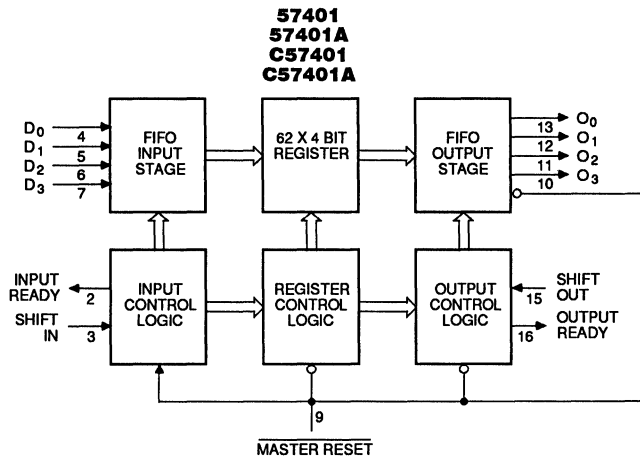 57401
57401A
C57401
C57401A
D0
4
D1
5
D2
6
D3
7
FIFO
INPUT
STAGE
62 X 4 BIT
REGISTER
FIFO
OUTPUT
STAGE
O0
13
O1
12
O2
11
O3
10
INPUT
READY
2
SHIFT
IN
3
INPUT
CONTROL
LOGIC
REGISTER
CONTROL
LOGIC
OUTPUT
CONTROL
LOGIC
15
SHIFT
OUT
16
OUTPUT
READY
9
MASTER RESET